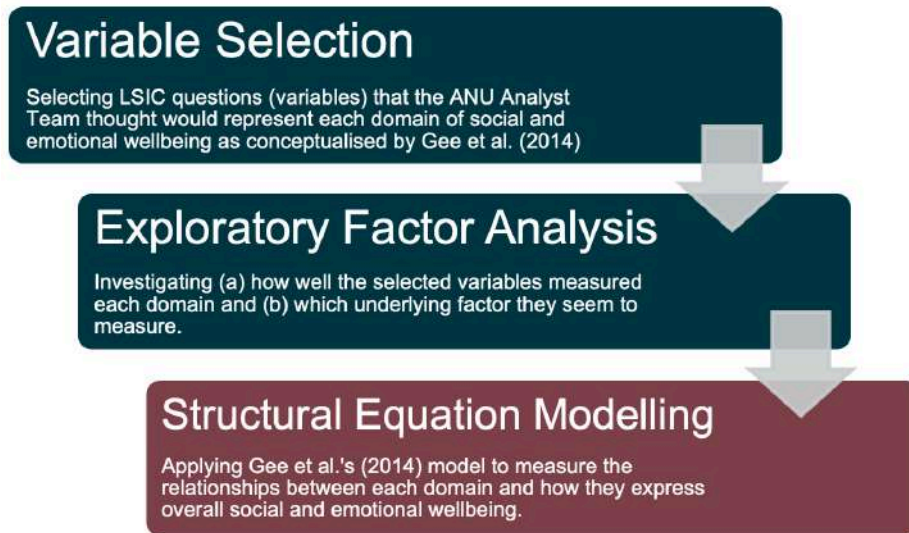 Variable Selection
Selecting LSIC questions (variables) that the ANU Analyst
Team thought would represent each domain of social and
emotional wellbeing as conceptualised by Gee et al. (2014)
Exploratory Factor Analysis
Investigating (a) how well the selected variables measured
each domain and (b) which underlying factor they seem to
measure.
Structural Equation Modelling
Applying Gee et al.'s (2014) model to measure the
relationships between each domain and how they express
overall social and emotional wellbeing.